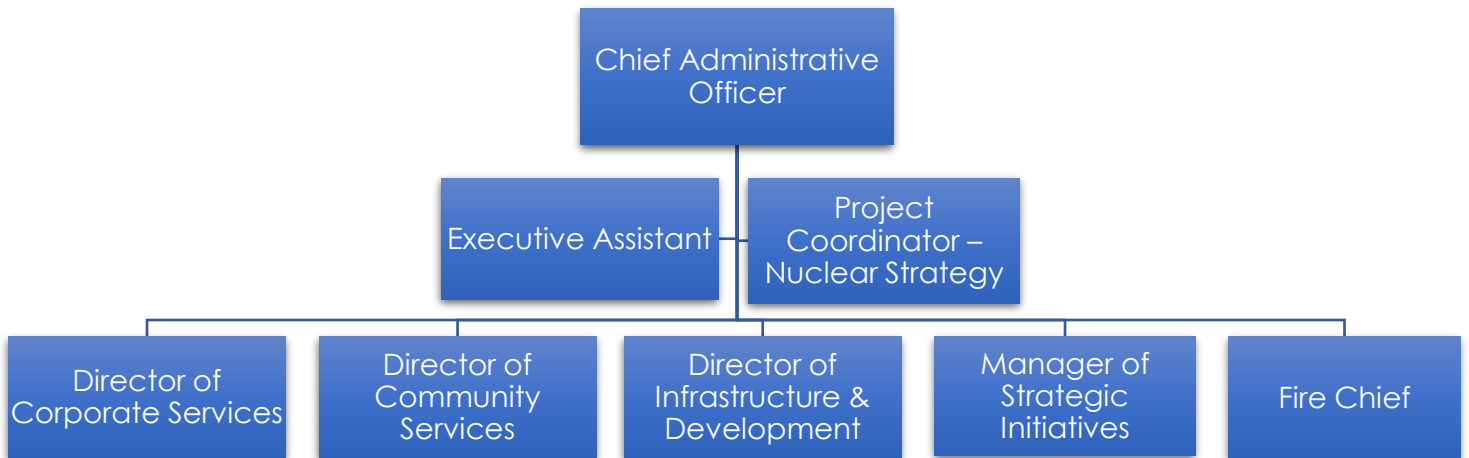 Chief Administrative
Officer
Executive Assistant
Project
Coordinator –
Nuclear Strategy
Director of
Corporate Services
Director of
Community
Services
Director of
Infrastructure &
Development
Manager of
Strategic
Initiatives
Fire Chief